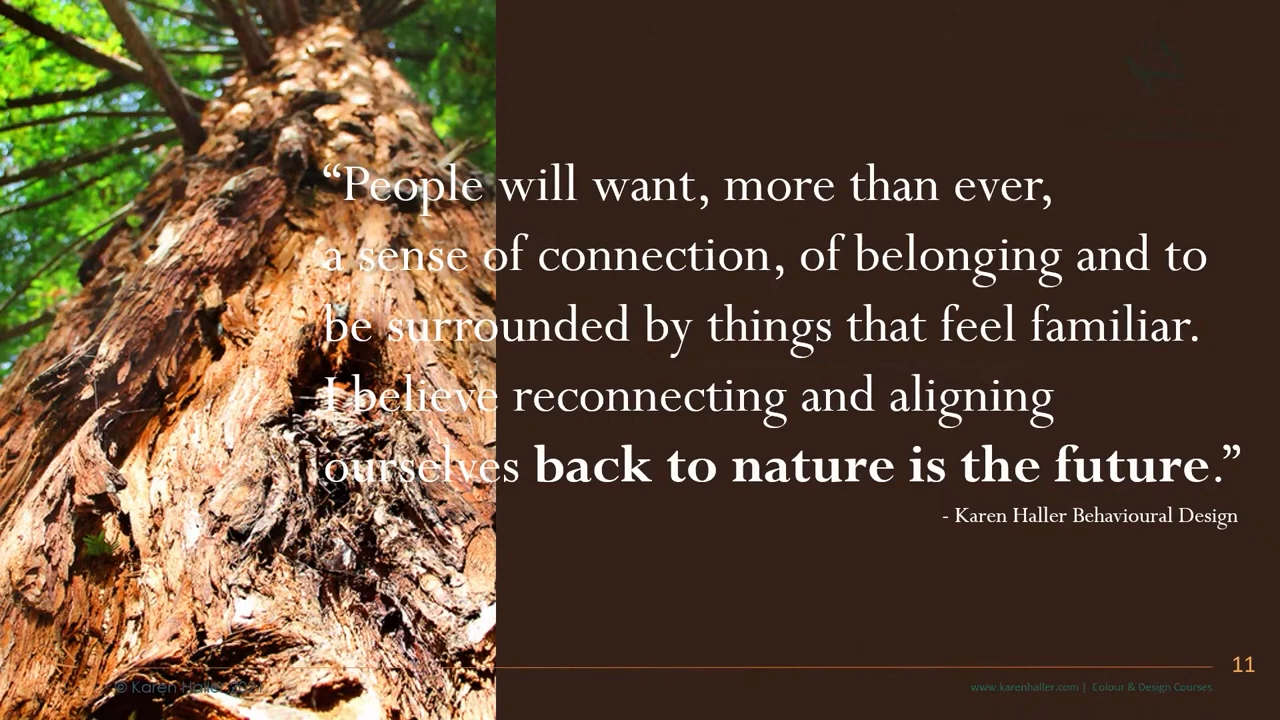 “People will want, more than ever,
a sense of connection, of belonging and to
be surrounded by things that feel familiar.
I believe reconnecting and aligning
ourselves back to nature is the future.”
- Karen Haller Behavioural Design
11
© Karen Haller
www.karenhaller.com | Colour & Design Courses